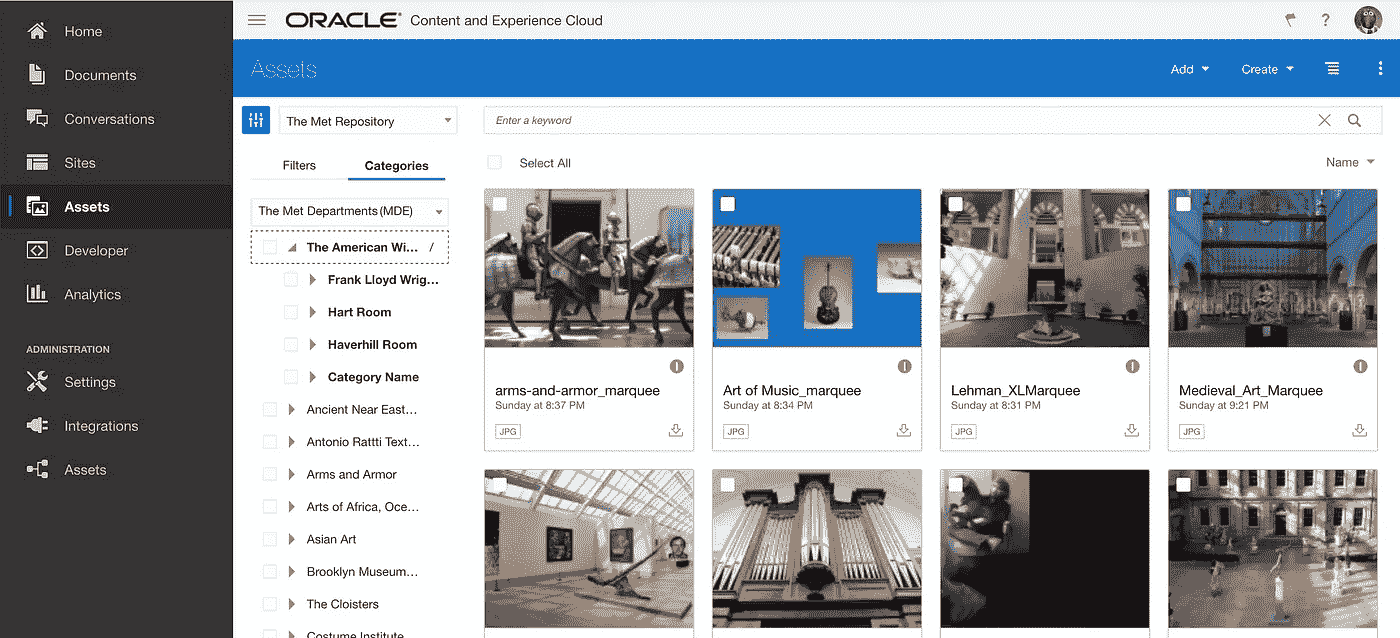 Home
Documents
Conversations
Sites
Assets
Developer
Analytics
ADMINISTRATION
Settings
Integrations
Assets
ORACLE® Content and Experience Cloud
?
Assets
Add
Create
The Met Repository
Enter a keyword
Filters
Categories
Select All
Name
The Met Departments (MDE)
The American Wi... /
Frank Lloyd Wrig...
Hart Room
Haverhill Room
Category Name
Ancient Near East...
Antonio Rattti Text...
Arms and Armor
Arts of Africa, Oce...
Asian Art
Brooklyn Museum...
The Cloisters
Costume Institute
arms-and-armor_marquee
Sunday at 8:37 PM
JPG
Art of Music_marquee
Sunday at 8:34 PM
JPG
Lehman_XLMarquee
Sunday at 8:31 PM
JPG
Medieval_Art_Marquee
Sunday at 9:21 PM
JPG